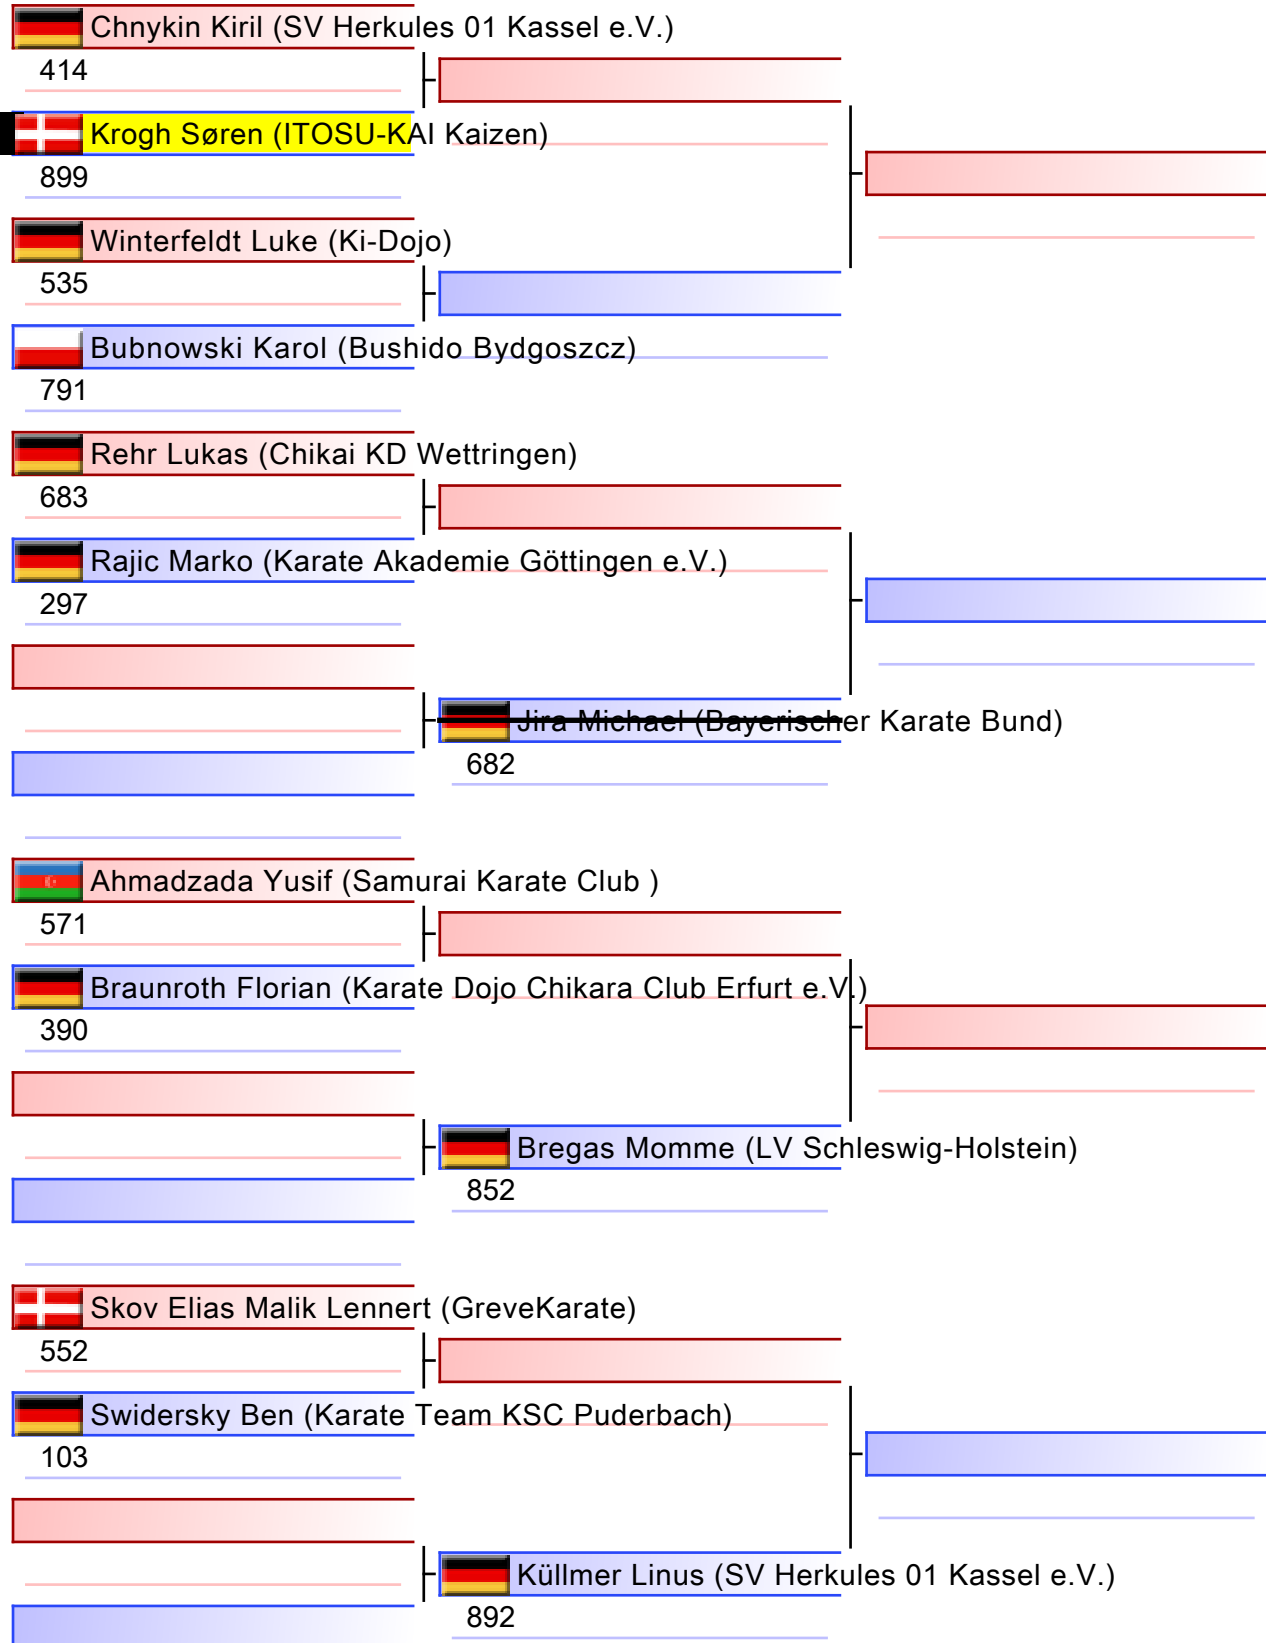 Chnykin Kiril (SV Herkules 01 Kassel e.V.)
414
Krogh Søren (ITOSU-KAI Kaizen)
899
Winterfeldt Luke (Ki-Dojo)
535
Bubnowski Karol (Bushido Bydgoszcz)
791
Rehr Lukas (Chikai KD Wettringen)
683
Rajic Marko (Karate Akademie Göttingen e.V.)
297
Jira Michael (Bayerischer Karate Bund)
682
Ahmadzada Yusif (Samurai Karate Club )
571
Braunroth Florian (Karate Dojo Chikara Club Erfurt e.V.)
390
Bregas Momme (LV Schleswig-Holstein)
852
Skov Elias Malik Lennert (GreveKarate)
552
Swidersky Ben (Karate Team KSC Puderbach)
103
Küllmer Linus (SV Herkules 01 Kassel e.V.)
892